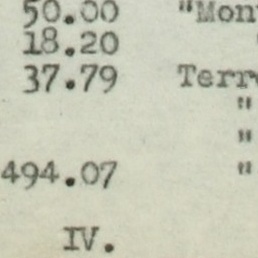 50.00 "Mon
18.20 "
37.79 Terr
"
"
494.07 "
IV.